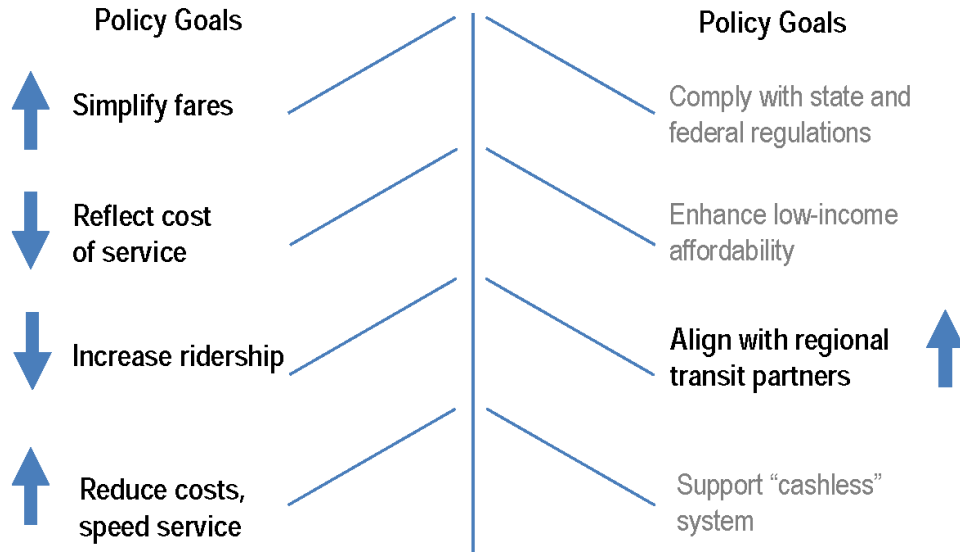 Policy Goals
Simplify fares
Reflect cost
of service
Increase ridership
Reduce costs,
speed service
Policy Goals
Comply with state and
federal regulations
Enhance low-income
affordability
Align with regional
transit partners
Support “cashless”
system